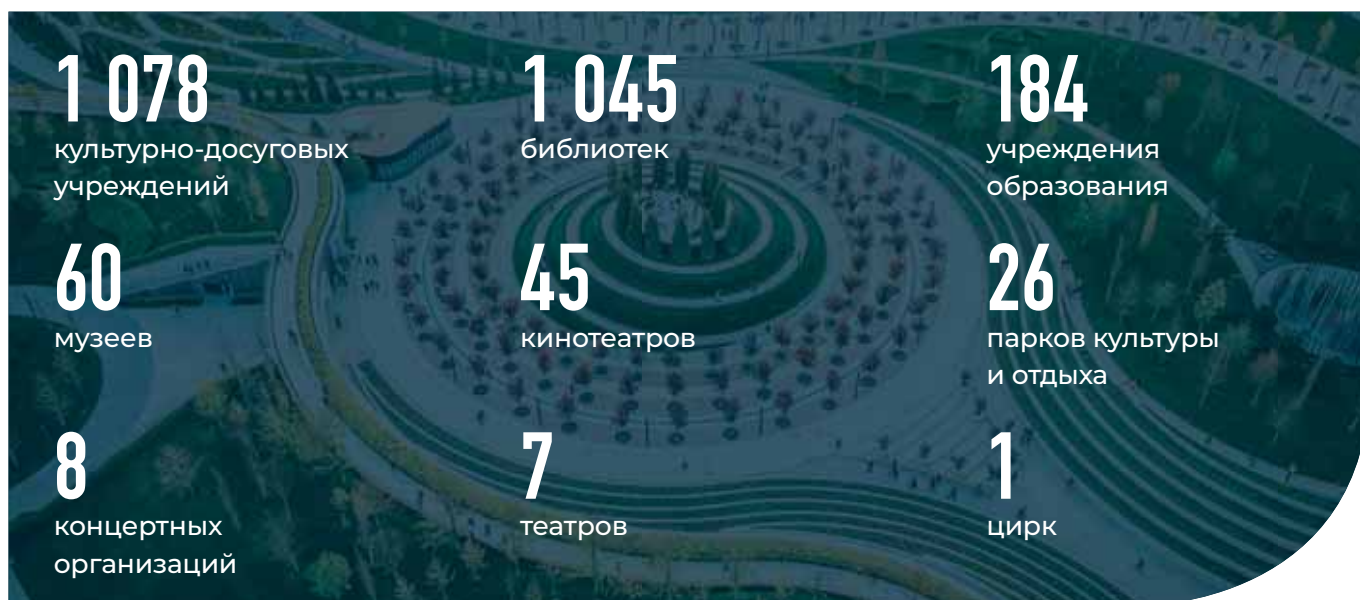 1 078
культурно-досуговых
учреждений
1 045
библиотек
184
учреждения
образования
60
музеев
45
кинотеатров
26
парков культуры
и отдыха
8
концертных
организаций
7
театров
1
цирк